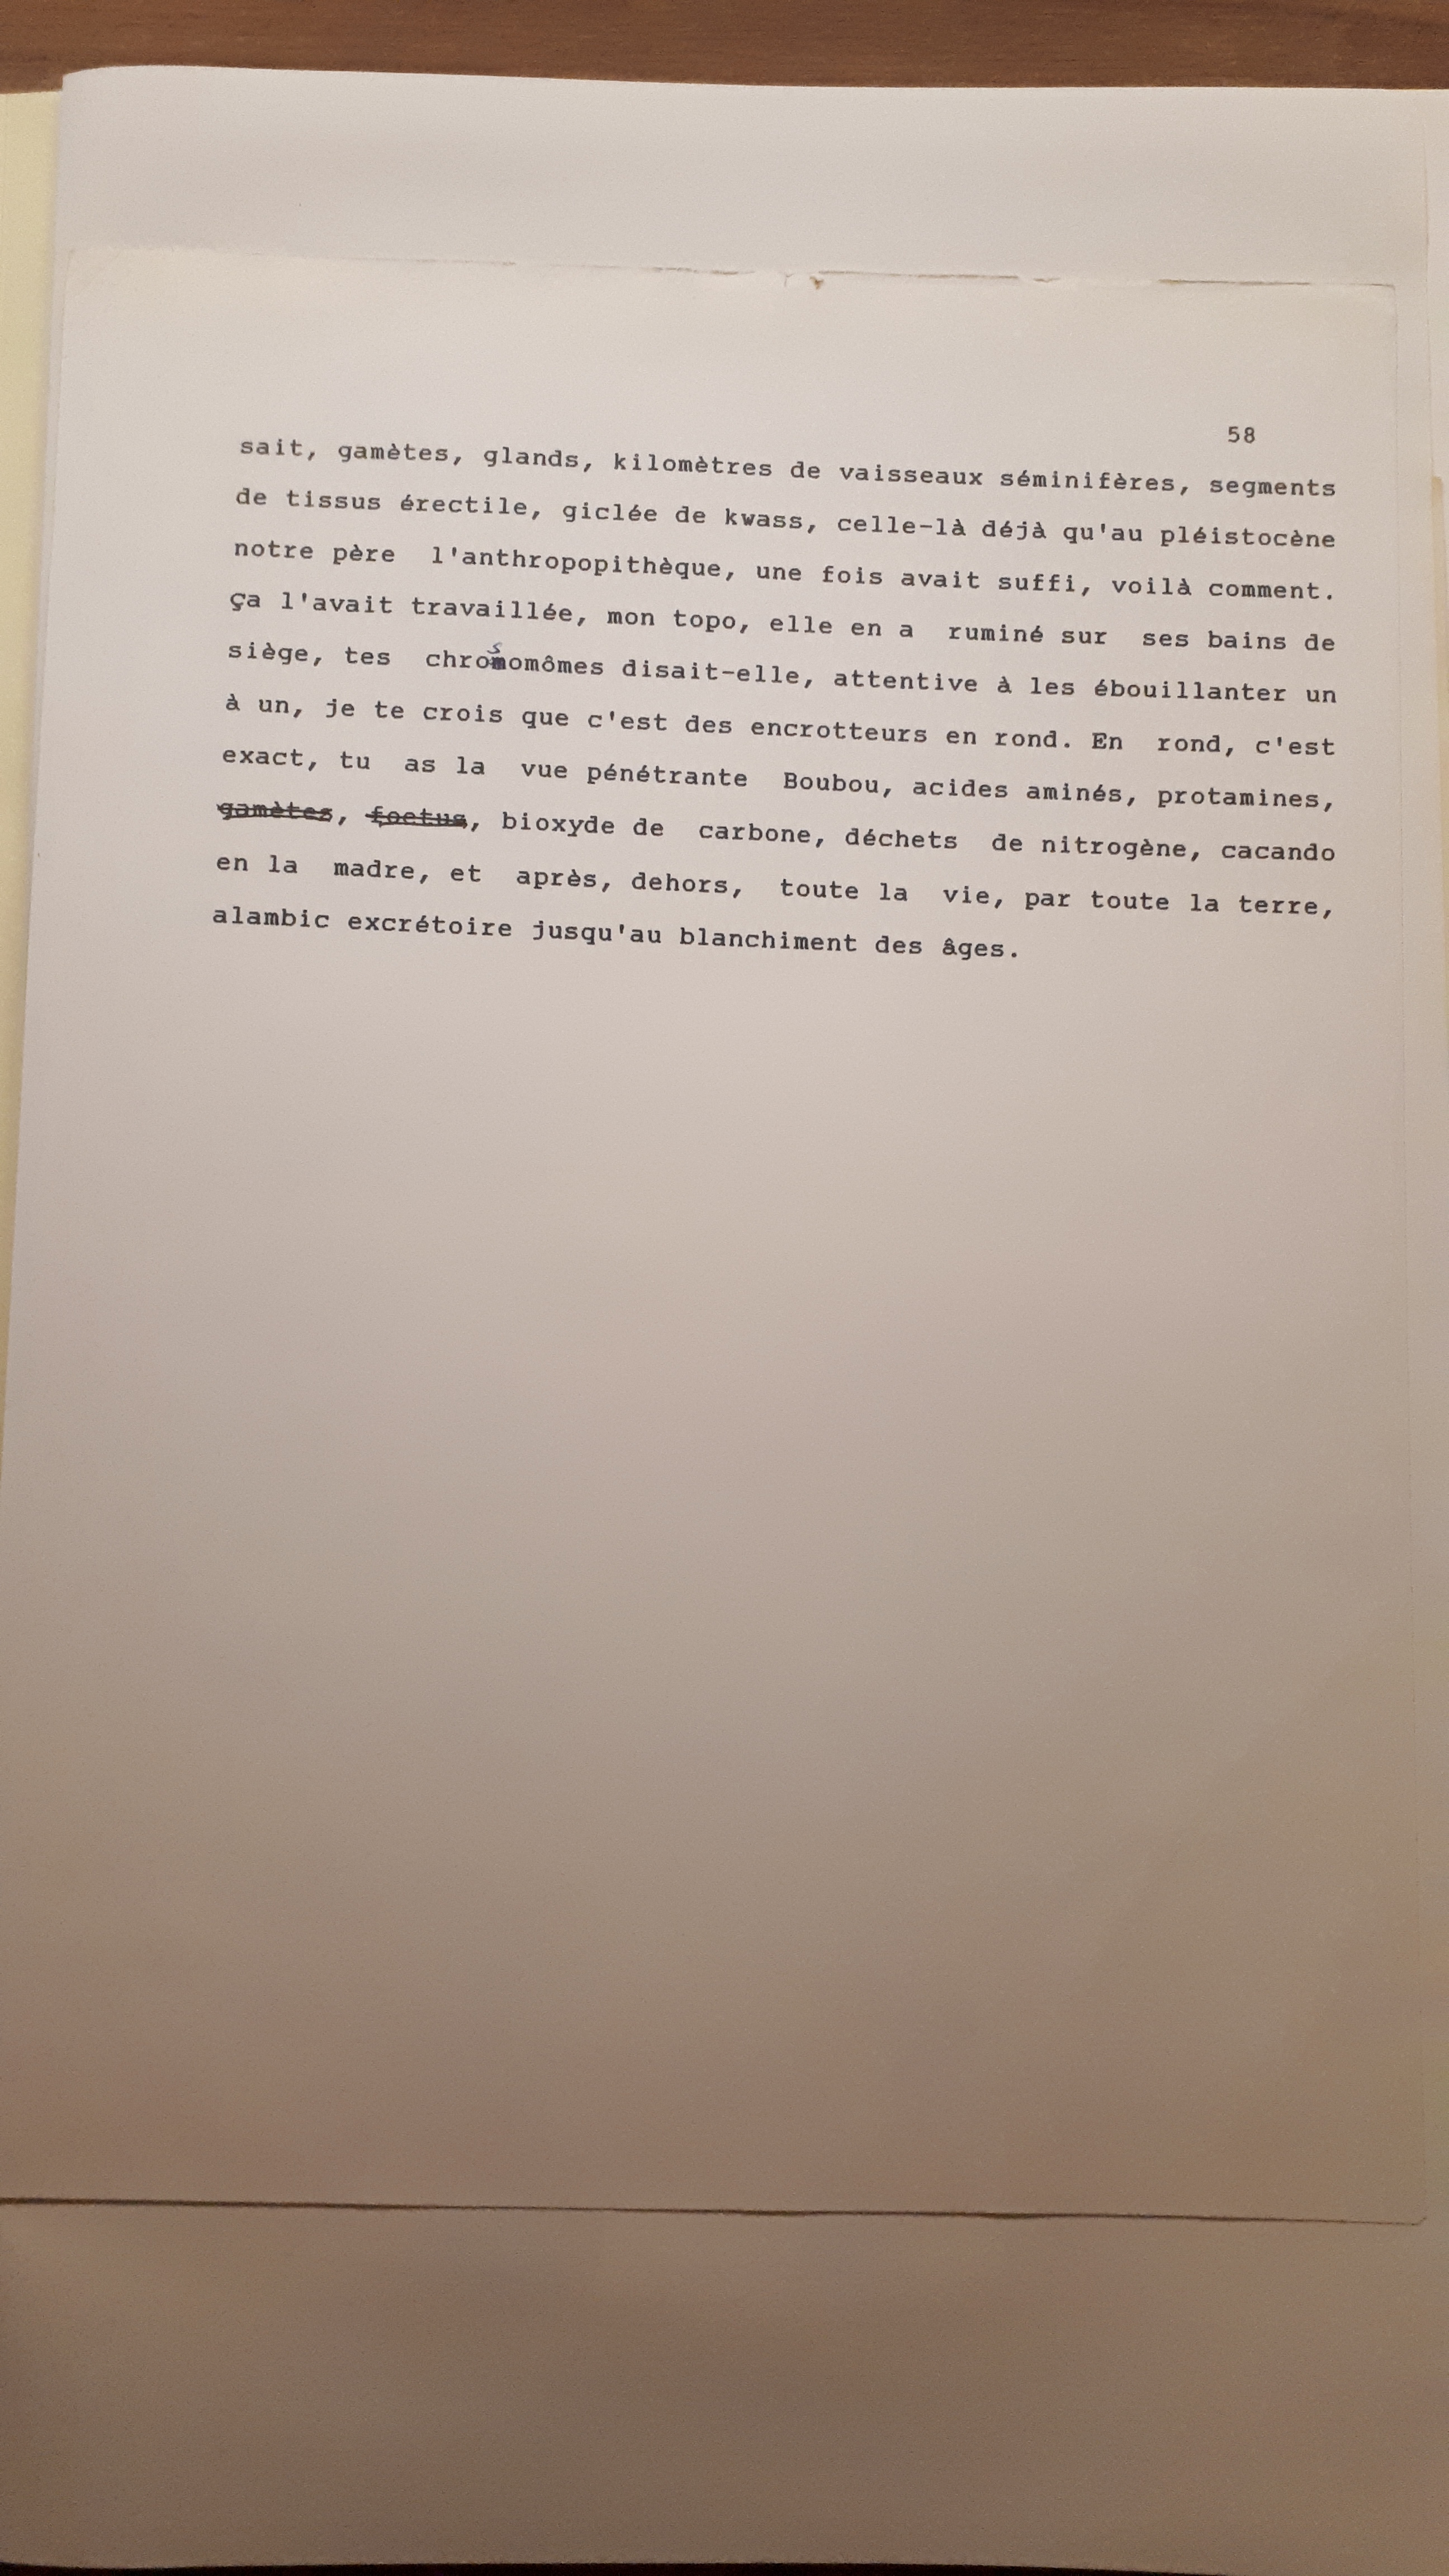 58
sait, gamètes, glands, kilomètres de vaisseaux séminifères, segments
de tissus érectile, giclée de kwass, celle-là déjà qu'au pléistocène
notre père l'anthropopithèque, une fois avait suffi, voilà comment.
ça l'avait travaillée, mon topo, elle en a ruminé sur ses bains de
siège, tes chrosomômes disait-elle, attentive à les ébouillanter un
à un, je te crois que c'est des encrotteurs en rond. En rond, c'est
exact, tu as la vue pénétrante Boubou, acides aminés, protamines,
gamètes, foetus, bioxyde de carbone, déchets de nitrogène, cacando
en la madre, et après, dehors, toute la vie, par toute la terre,
alambic excrétoire jusqu'au blanchiment des âges.